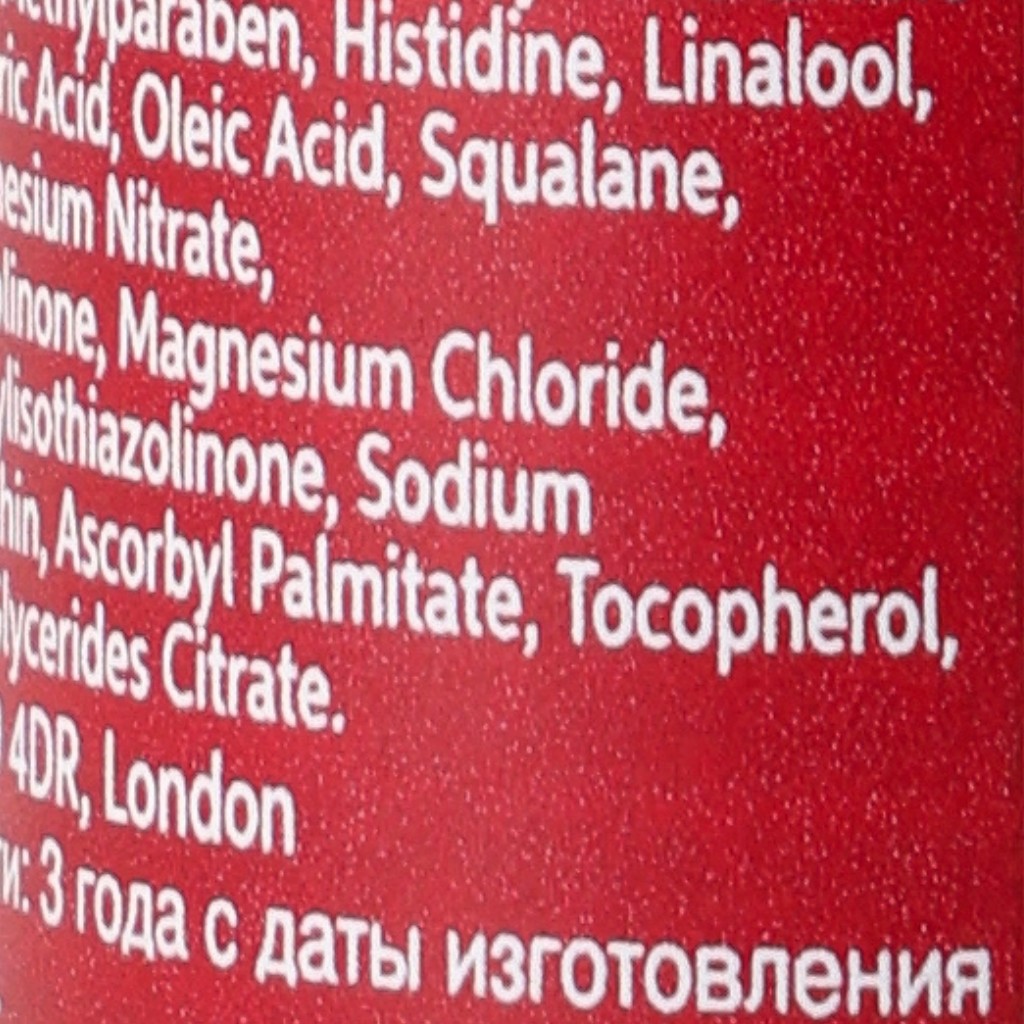 Histidine, Linalool,
Acid, Oleic Acid, Squalane,
Nitrate,
Magnesium Chloride,
Sodium
Ascorbyl Palmitate, Tocopherol,
Citrate.
4DR, London
3 года с даты изготовления